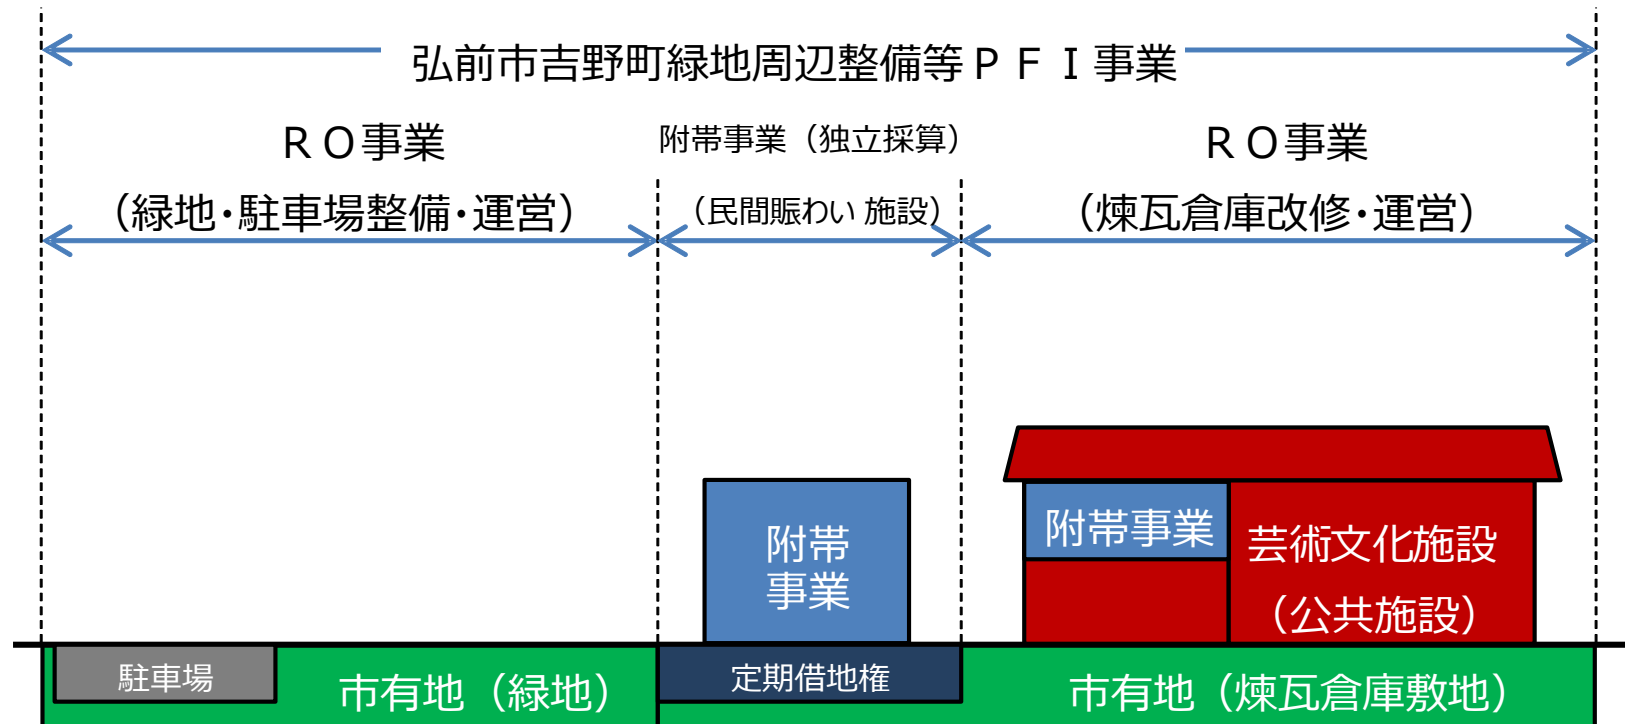 弘前市吉野町緑地周辺整備等ＰＦＩ事業
ＲＯ事業
（緑地・駐車場整備・運営）
附帯事業（独立採算）
（民間賑わい 施設）
ＲＯ事業
（煉瓦倉庫改修・運営）
附帯
事業
附帯事業
芸術文化施設
（公共施設）
駐車場
市有地（緑地）
定期借地権
市有地（煉瓦倉庫敷地）